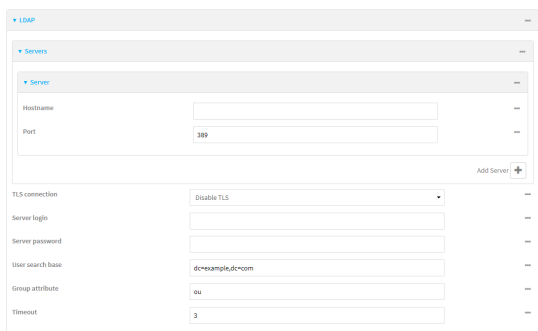 LDAP
Servers
Server
Hostname
Port
389
Add Server
TLS connection
Disable TLS
Server login
Server password
User search base
dc=example,dc=com
Group attribute
ou
Timeout
3